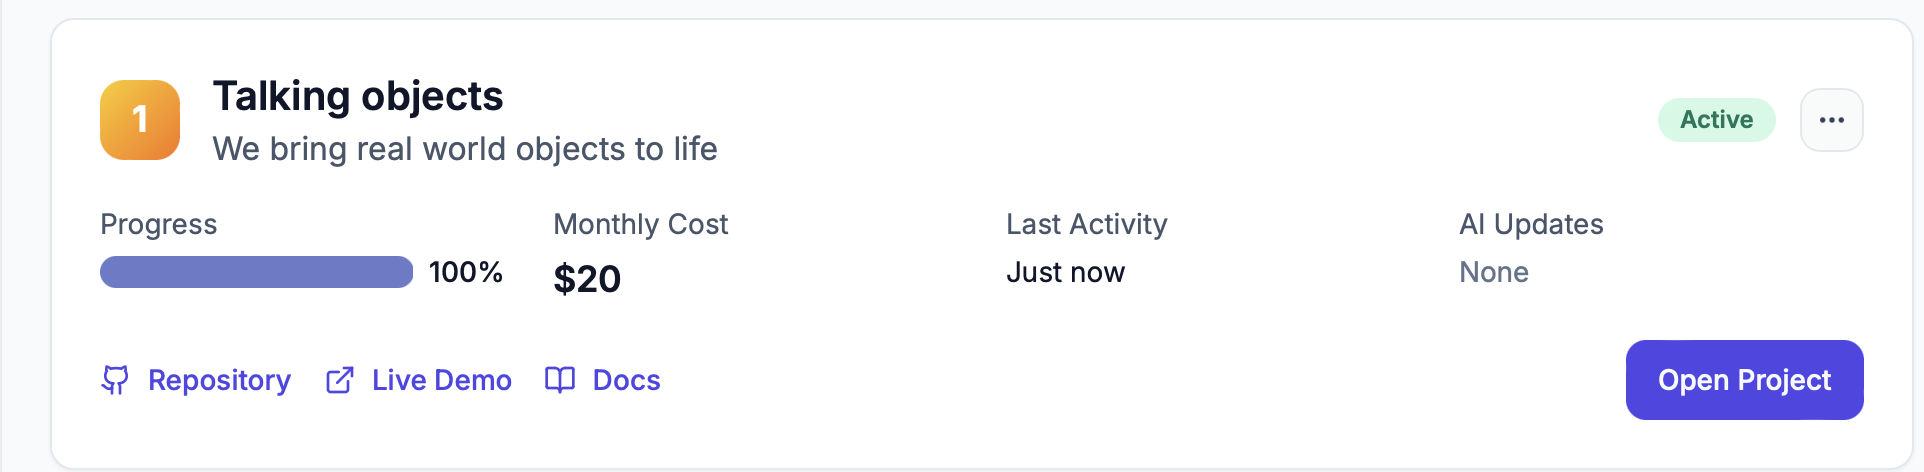 1
Talking objects
We bring real world objects to life
Active
Progress
100%
Monthly Cost
$20
Last Activity
Just now
AI Updates
None
Repository
Live Demo
Docs
Open Project